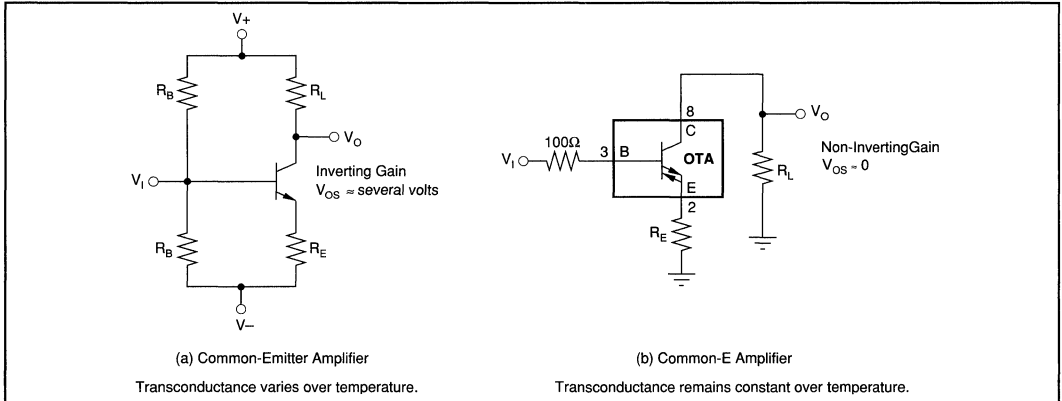 V+
R_B
R_L
V_O
V_I
Inverting Gain
V_OS ≈ several volts
R_B
R_E
V–
(a) Common-Emitter Amplifier
Transconductance varies over temperature.
8
C
V_O
100Ω
3
B
OTA
V_I
Non-InvertingGain
V_OS ≈ 0
R_L
E
2
R_E
(b) Common-E Amplifier
Transconductance remains constant over temperature.